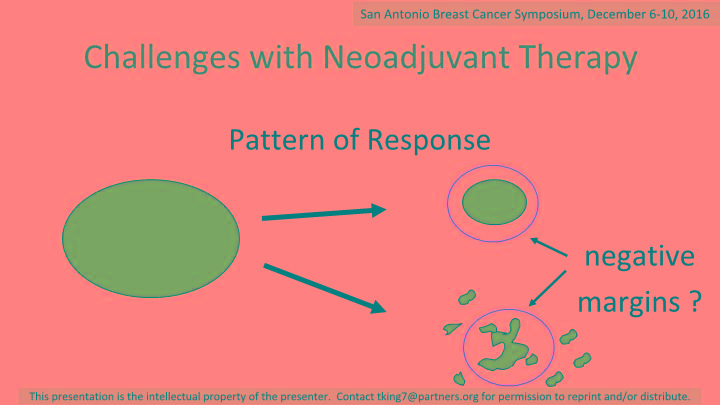 San Antonio Breast Cancer Symposium, December 6-10, 2016
Challenges with Neoadjuvant Therapy
Pattern of Response
negative
margins ?
This presentation is the intellectual property of the presenter. Contact tking7@partners.org for permission to reprint and/or distribute.